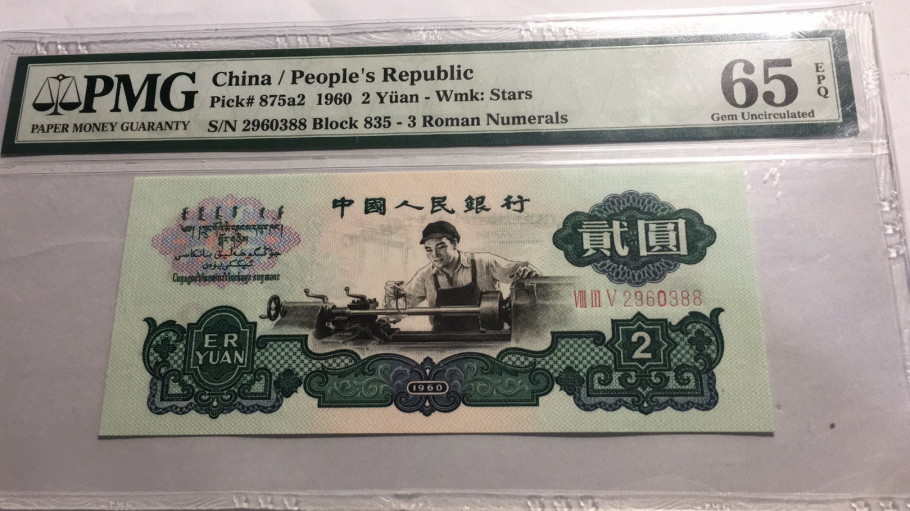 PMG
PAPER MONEY GUARANTY
China / People's Republic
Pick# 875a2 1960 2 Yüan - Wmk: Stars
S/N 2960388 Block 835 - 3 Roman Numerals
65
EPQ
Gem Uncirculated
中國人民銀行
貳圓
VIII III V 2960388
ER
YUAN
2
1960